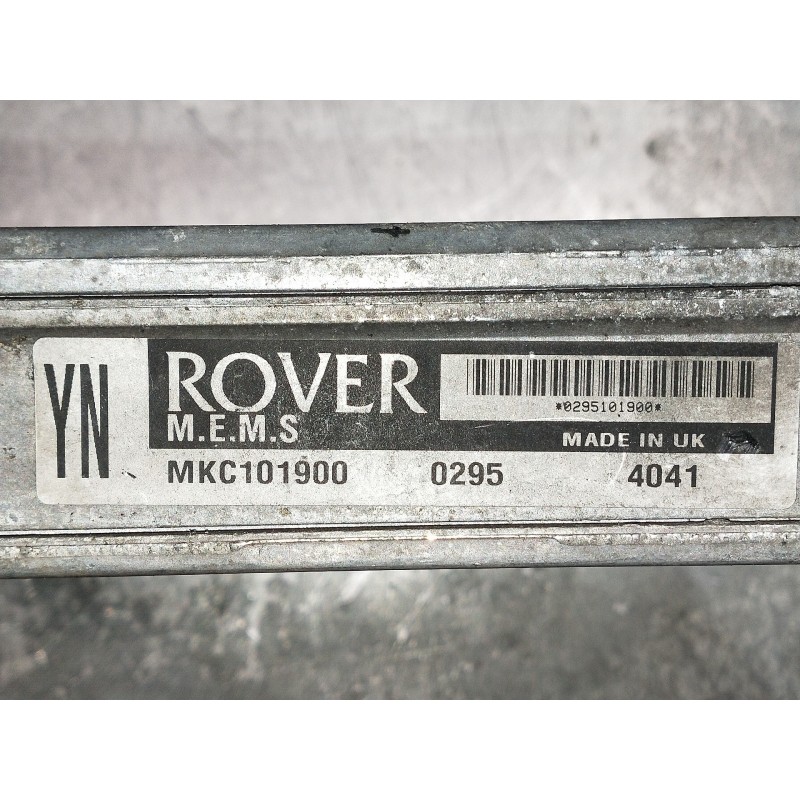 YN
ROVER
M.E.M.S
*0295101900*
MADE IN UK
MKC101900 0295 4041